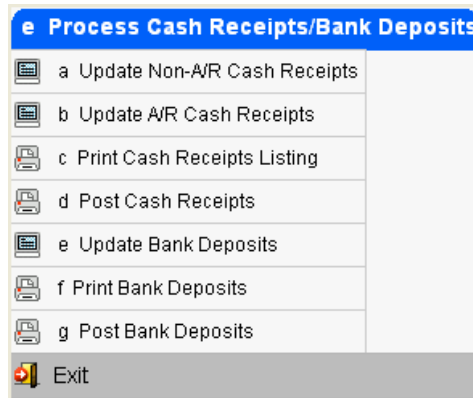 e Process Cash Receipts/Bank Deposits
a Update Non-A/R Cash Receipts
b Update A/R Cash Receipts
c Print Cash Receipts Listing
d Post Cash Receipts
e Update Bank Deposits
f Print Bank Deposits
g Post Bank Deposits
Exit